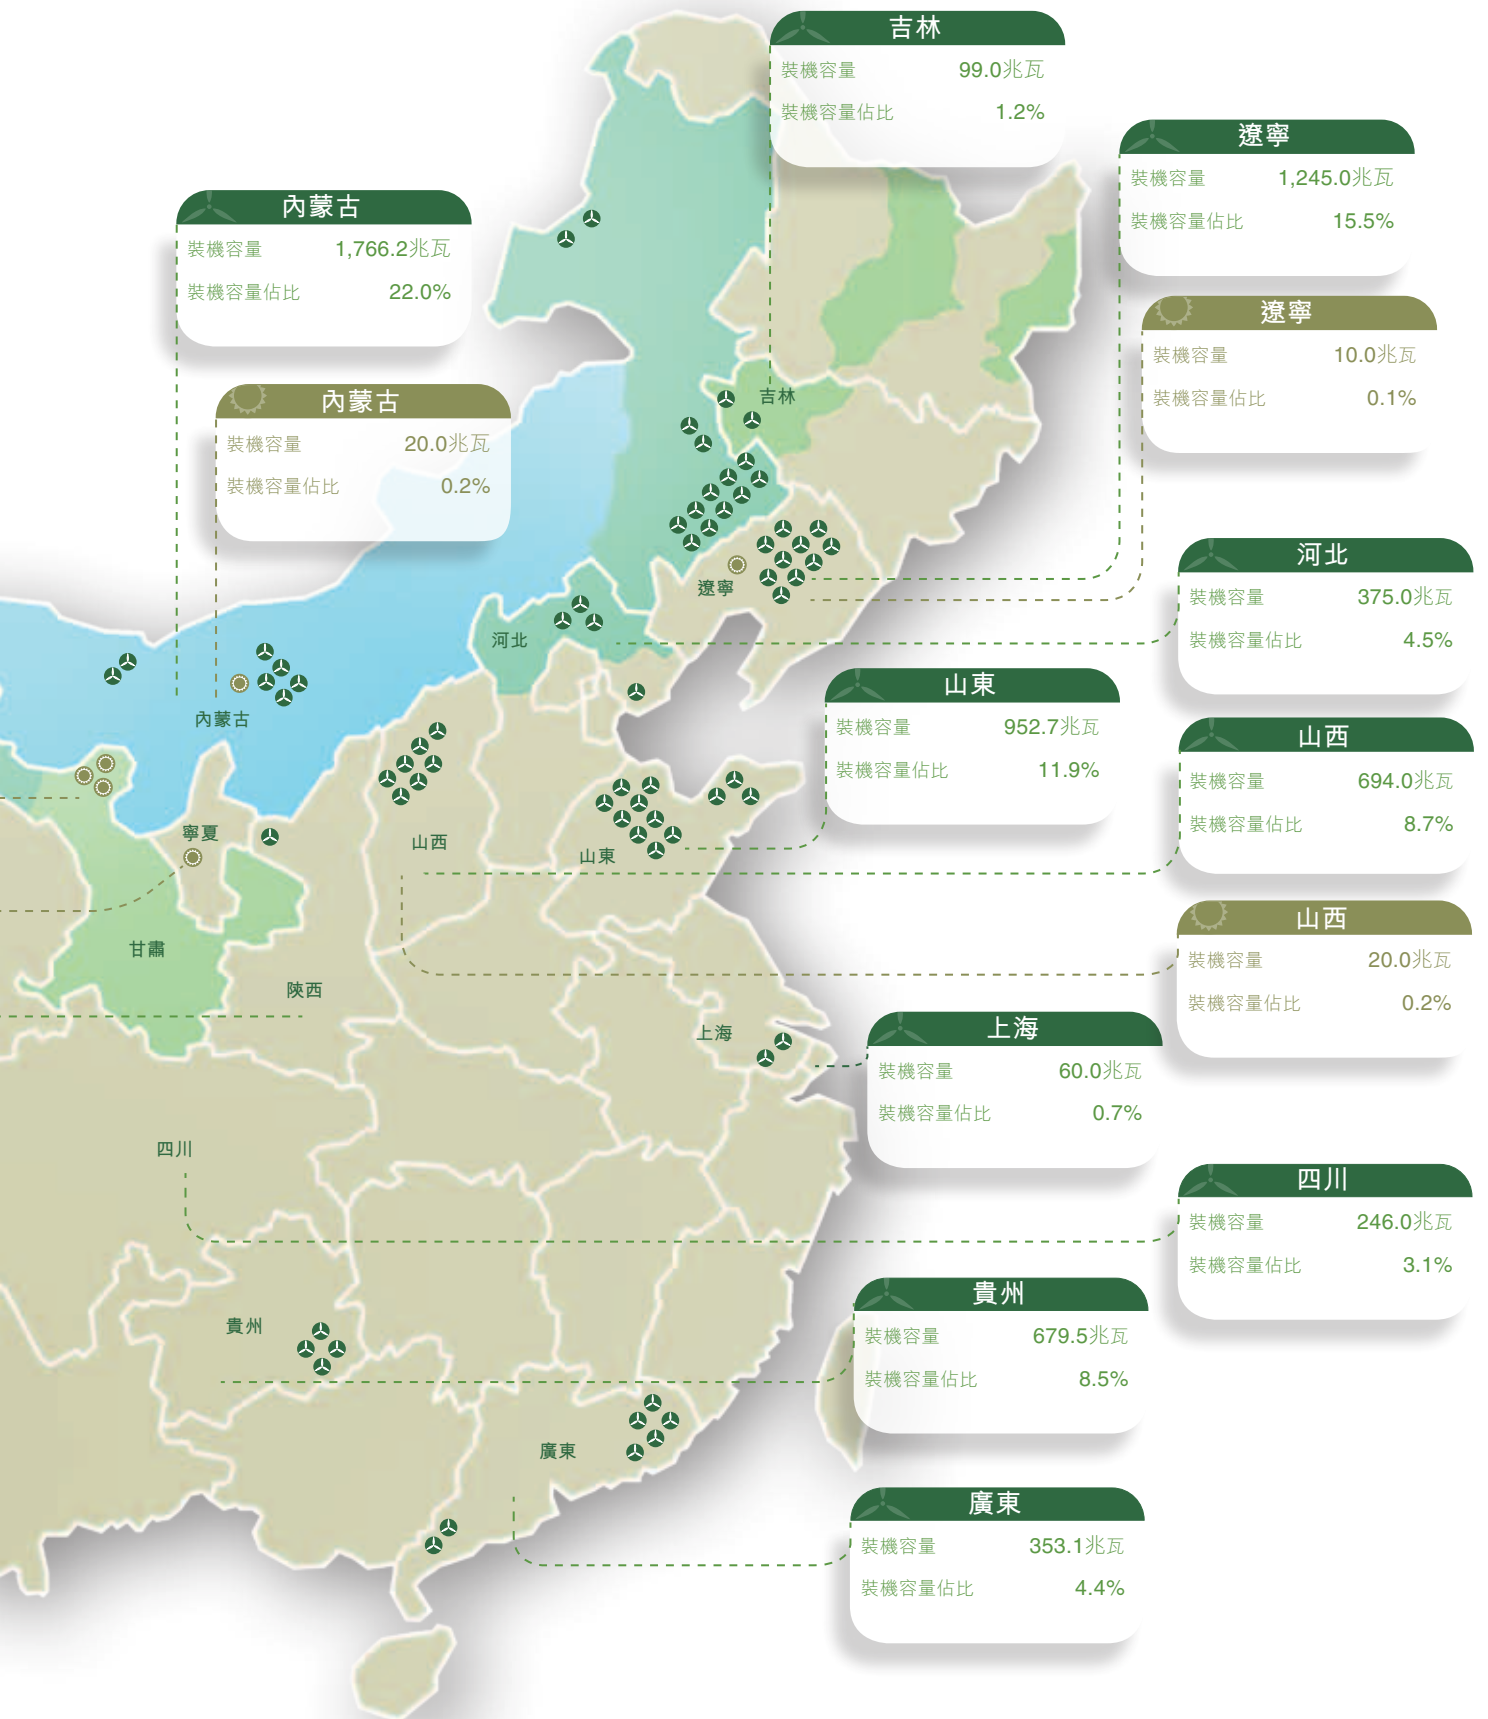 吉林
裝機容量 99.0兆瓦
裝機容量佔比 1.2%
遼寧
裝機容量 1,245.0兆瓦
裝機容量佔比 15.5%
內蒙古
裝機容量 1,766.2兆瓦
裝機容量佔比 22.0%
遼寧
裝機容量 10.0兆瓦
裝機容量佔比 0.1%
內蒙古
裝機容量 20.0兆瓦
裝機容量佔比 0.2%
吉林
遼寧
河北
裝機容量 375.0兆瓦
裝機容量佔比 4.5%
河北
山東
裝機容量 952.7兆瓦
裝機容量佔比 11.9%
內蒙古
山西
裝機容量 694.0兆瓦
裝機容量佔比 8.7%
寧夏
山西
山東
山西
裝機容量 20.0兆瓦
裝機容量佔比 0.2%
甘肅
陝西
上海
上海
裝機容量 60.0兆瓦
裝機容量佔比 0.7%
四川
四川
裝機容量 246.0兆瓦
裝機容量佔比 3.1%
貴州
裝機容量 679.5兆瓦
裝機容量佔比 8.5%
貴州
廣東
廣東
裝機容量 353.1兆瓦
裝機容量佔比 4.4%